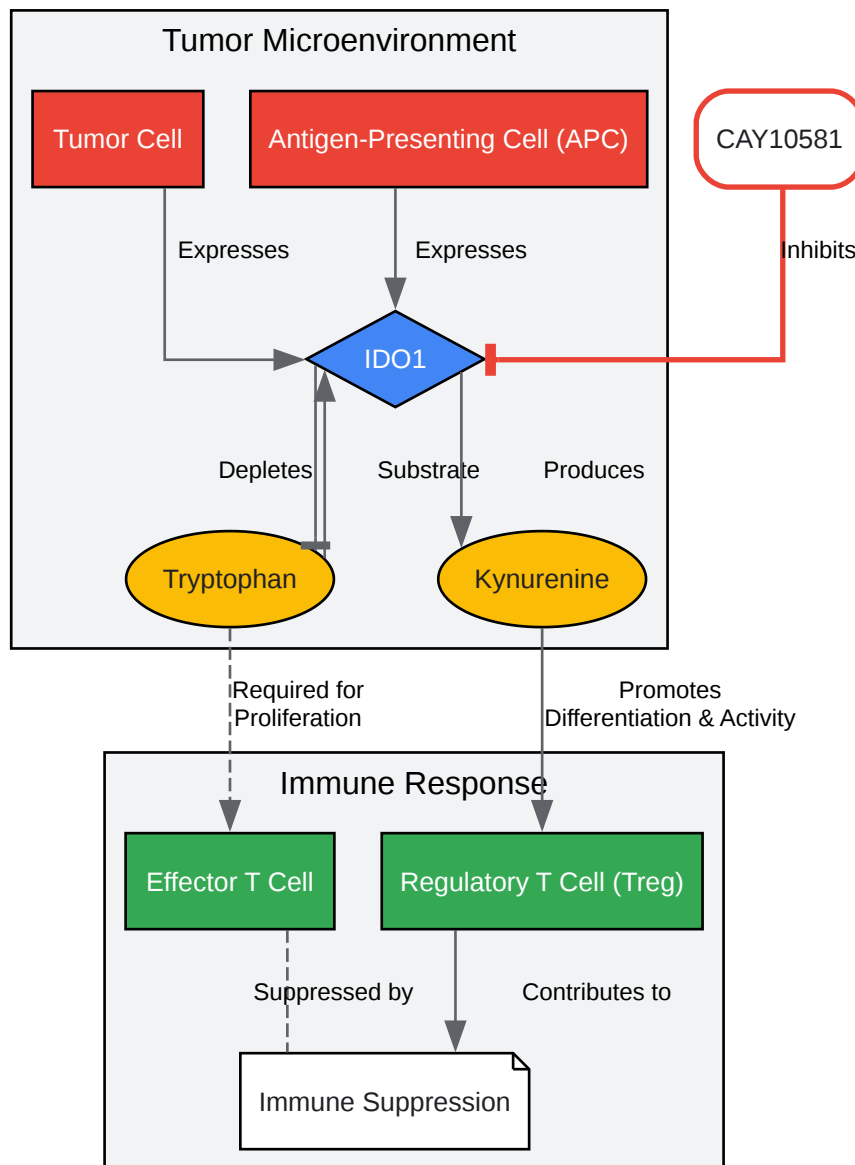 Tumor Microenvironment
Tumor Cell
Antigen-Presenting Cell (APC)
CAY10581
Expresses
Expresses
Inhibits
IDO1
Depletes
Substrate
Produces
Tryptophan
Kynurenine
Required for
Proliferation
Promotes
Differentiation & Activity
Immune Response
Effector T Cell
Regulatory T Cell (Treg)
Suppressed by
Contributes to
Immune Suppression